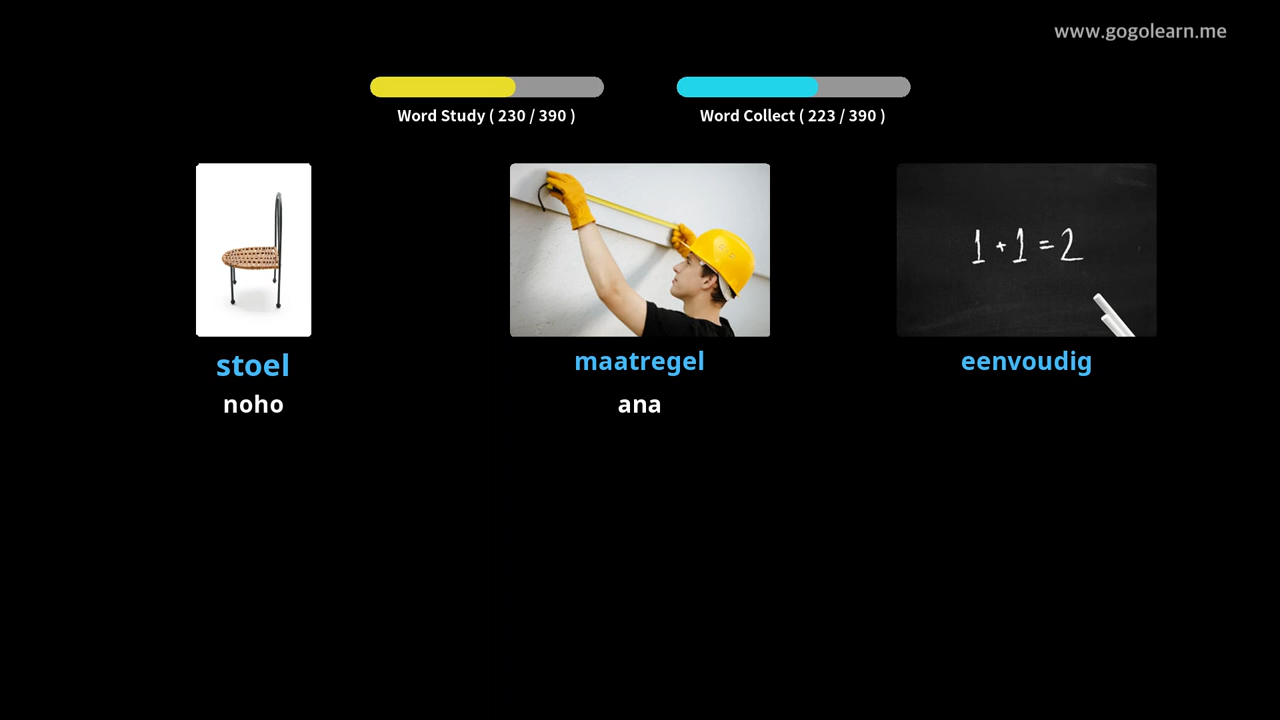 www.gogolearn.me
Word Study ( 230 / 390 )
Word Collect ( 223 / 390 )
stoel
noho
maatregel
ana
1 + 1 = 2
eenvoudig